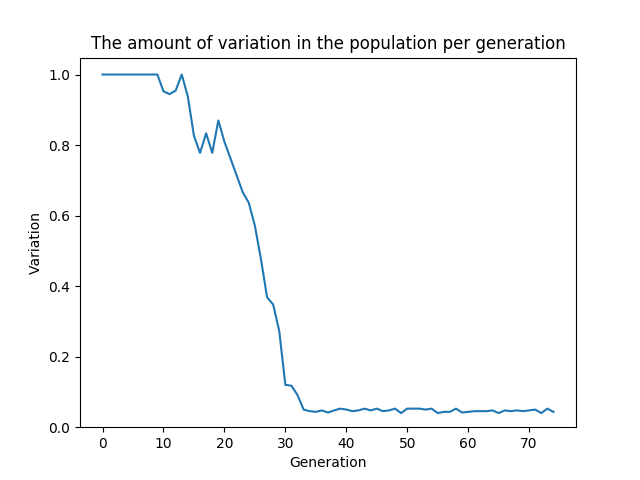 The amount of variation in the population per generation
1.0
0.8
0.6
0.4
0.2
0.0
Variation
0 10 20 30 40 50 60 70
Generation